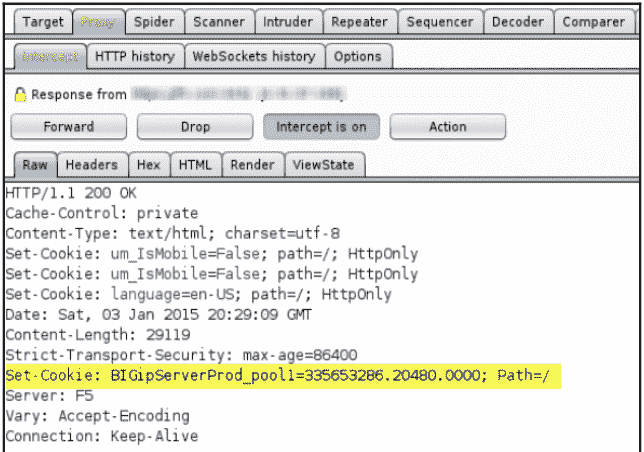 Target Proxy Spider Scanner Intruder Repeater Sequencer Decoder Comparer
Intercept HTTP history WebSockets history Options
Response from
Forward Drop Intercept is on Action
Raw Headers Hex HTML Render ViewState
HTTP/1.1 200 OK
Cache-Control: private
Content-Type: text/html; charset=utf-8
Set-Cookie: um_IsMobile=False; path=/; HttpOnly
Set-Cookie: um_IsMobile=False; path=/; HttpOnly
Set-Cookie: language=en-US; path=/; HttpOnly
Date: Sat, 03 Jan 2015 20:29:09 GMT
Content-Length: 29119
Strict-Transport-Security: max-age=86400
Set-Cookie: BIGipServerProd_pool1=335653286.20480.0000; Path=/
Server: F5
Vary: Accept-Encoding
Connection: Keep-Alive